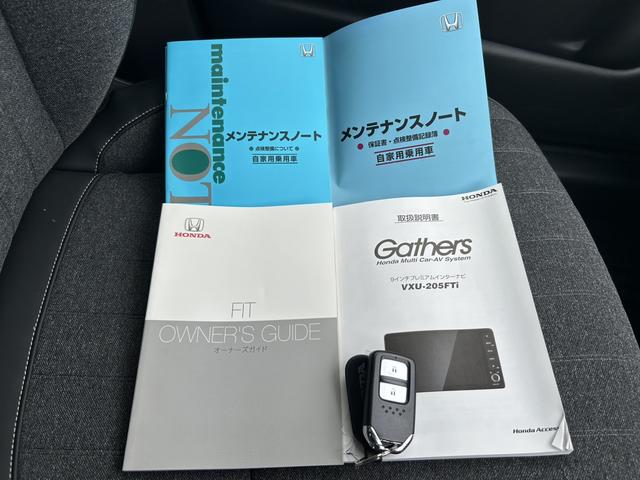 maintenance
NOT
メンテナンスノート
● 点検整備について ●
自家用乗用車
メンテナンスノート
● 保証書・点検整備記録簿 ●
自家用乗用車
HONDA
FIT
OWNER'S GUIDE
オーナーズガイド
HONDA
取扱説明書
Gathers
Honda Multi Car-AV System
9インチプレミアムインターナビ
VXU-205FTi
Honda Access